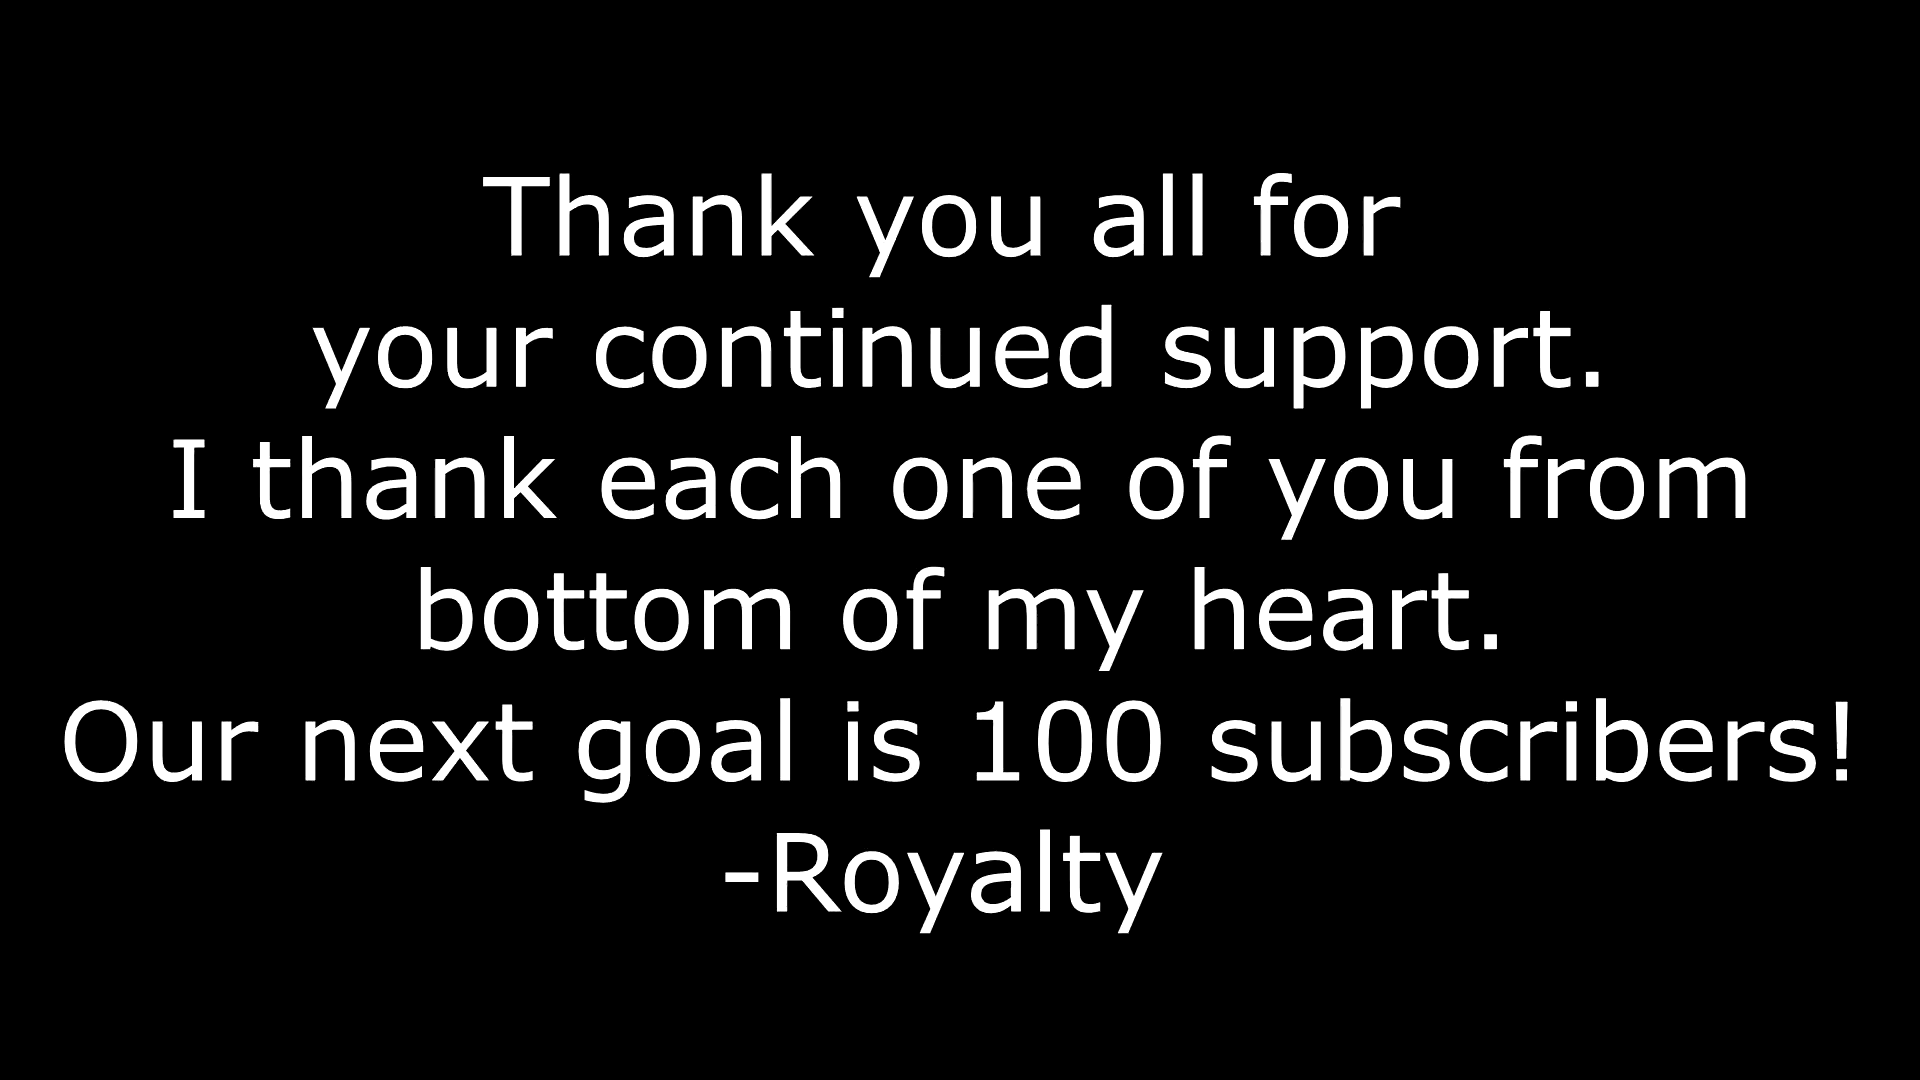 Thank you all for
your continued support.
I thank each one of you from
bottom of my heart.
Our next goal is 100 subscribers!
-Royalty